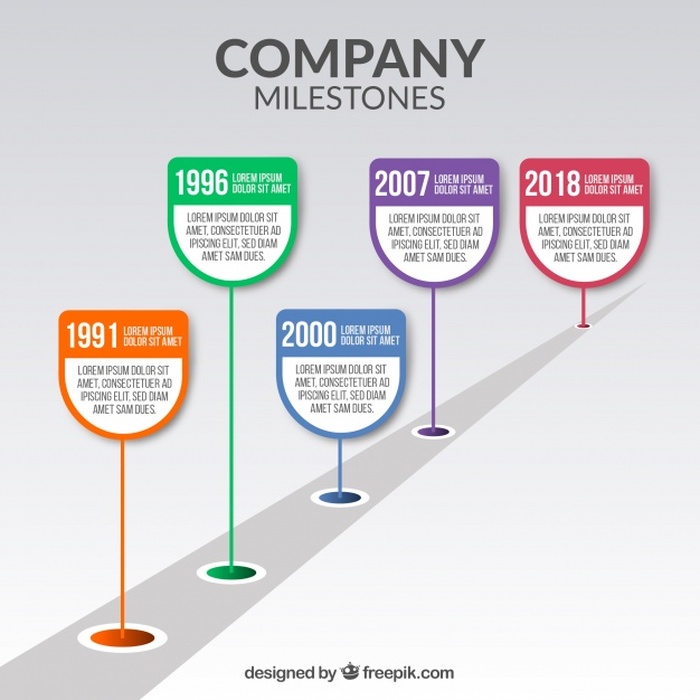 COMPANY
MILESTONES
1996 LOREM IPSUM
DOLOR SIT AMET
LOREM IPSUM DOLOR SIT
AMET, CONSECTETUER AD
IPISCING ELIT, SED DIAM
AMET SAM DUES.
2007 LOREM IPSUM
DOLOR SIT AMET
LOREM IPSUM DOLOR SIT
AMET, CONSECTETUER AD
IPISCING ELIT, SED DIAM
AMET SAM DUES.
2018 LOREM IPSUM
DOLOR SIT AMET
LOREM IPSUM DOLOR SIT
AMET, CONSECTETUER AD
IPISCING ELIT, SED DIAM
AMET SAM DUES.
1991 LOREM IPSUM
DOLOR SIT AMET
LOREM IPSUM DOLOR SIT
AMET, CONSECTETUER AD
IPISCING ELIT, SED DIAM
AMET SAM DUES.
2000 LOREM IPSUM
DOLOR SIT AMET
LOREM IPSUM DOLOR SIT
AMET, CONSECTETUER AD
IPISCING ELIT, SED DIAM
AMET SAM DUES.
designed by freepik.com